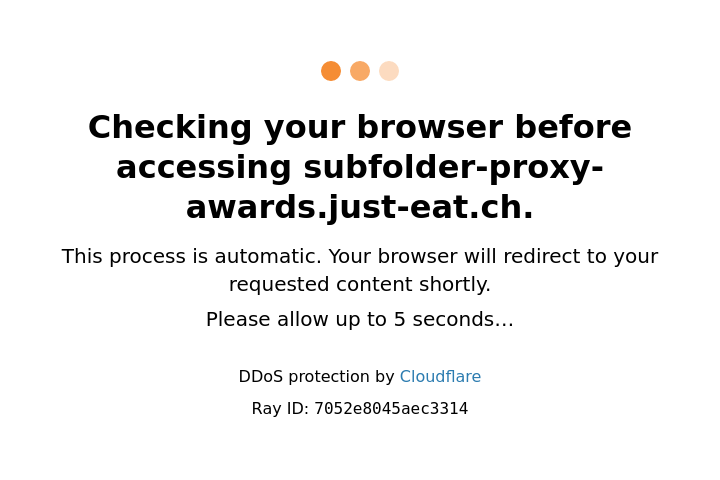 Checking your browser before
accessing subfolder-proxy-
awards.just-eat.ch.
This process is automatic. Your browser will redirect to your
requested content shortly.
Please allow up to 5 seconds…
DDoS protection by Cloudflare
Ray ID: 7052e8045aec3314